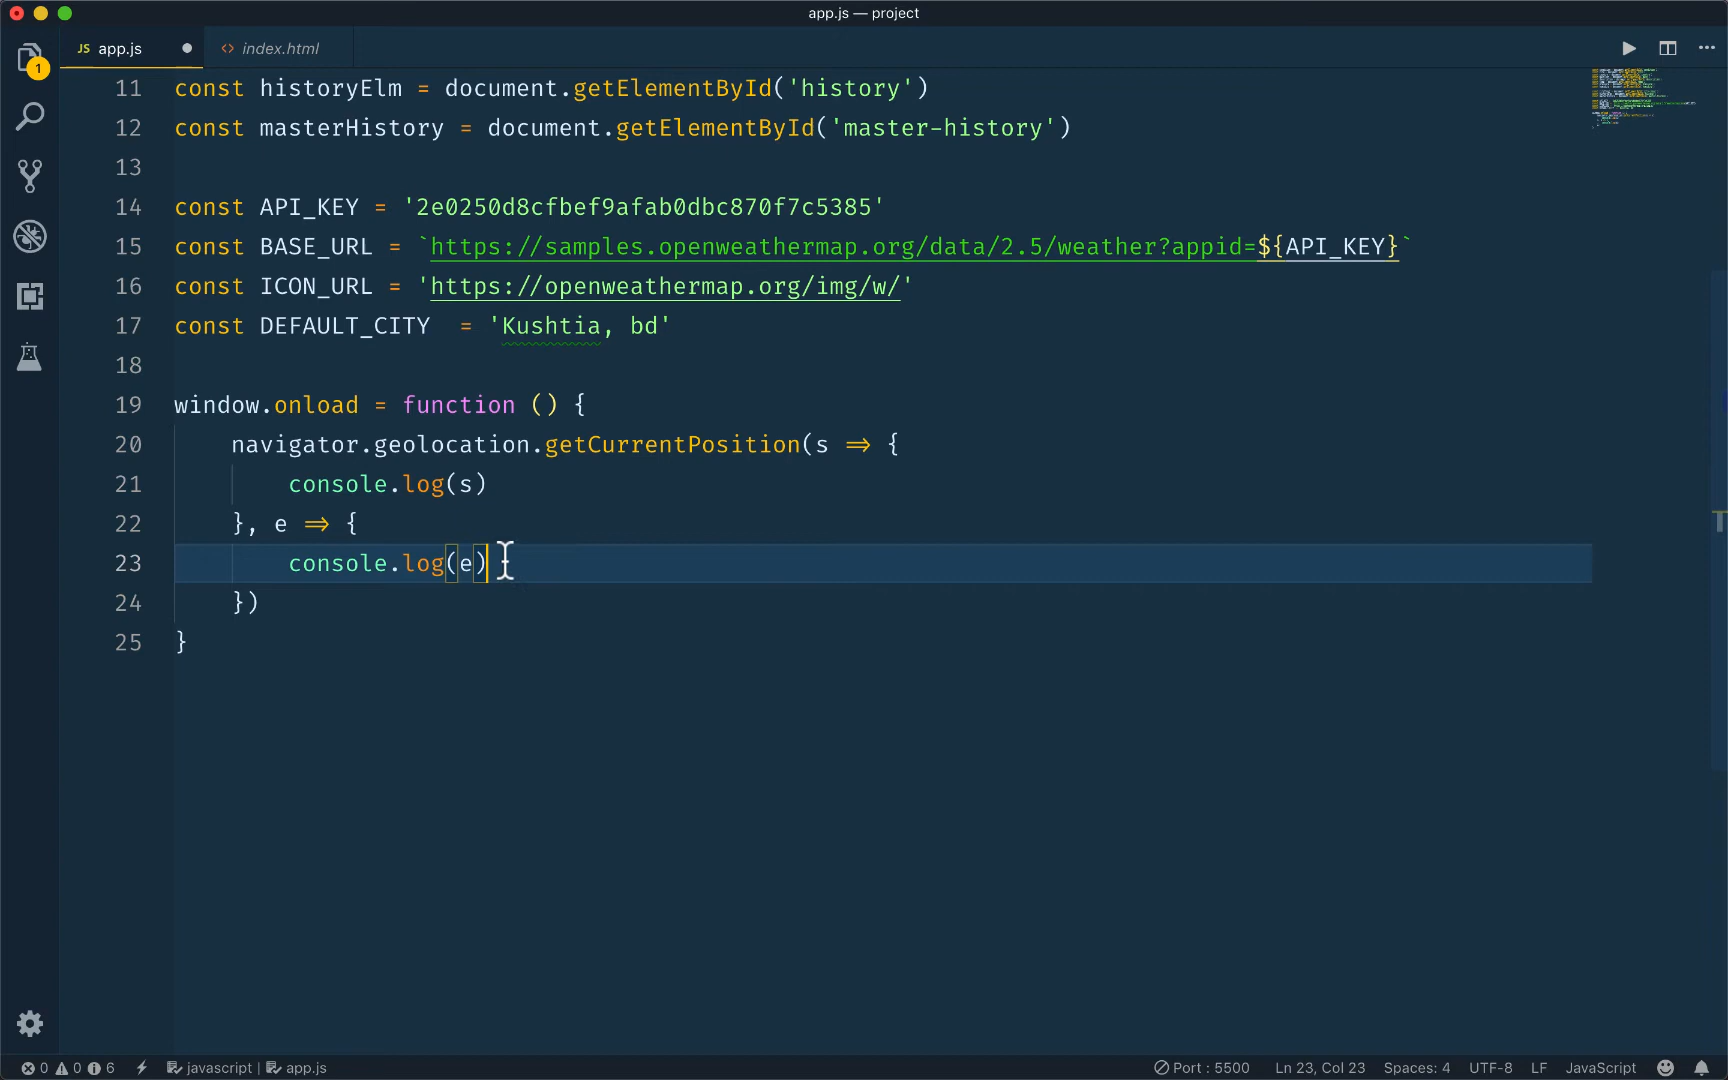 app.js — project
JS app.js
<> index.html
1
11 const historyElm = document.getElementById('history')
12 const masterHistory = document.getElementById('master-history')
13
14 const API_KEY = '2e0250d8cfbef9afab0dbc870f7c5385'
15 const BASE_URL = `https://samples.openweathermap.org/data/2.5/weather?appid=${API_KEY}`
16 const ICON_URL = 'https://openweathermap.org/img/w/'
17 const DEFAULT_CITY  = 'Kushtia, bd'
18
19 window.onload = function () {
20     navigator.geolocation.getCurrentPosition(s => {
21         console.log(s)
22     }, e => {
23         console.log(e)
24     })
25 }
0 0 6 javascript | app.js Port : 5500 Ln 23, Col 23 Spaces: 4 UTF-8 LF JavaScript